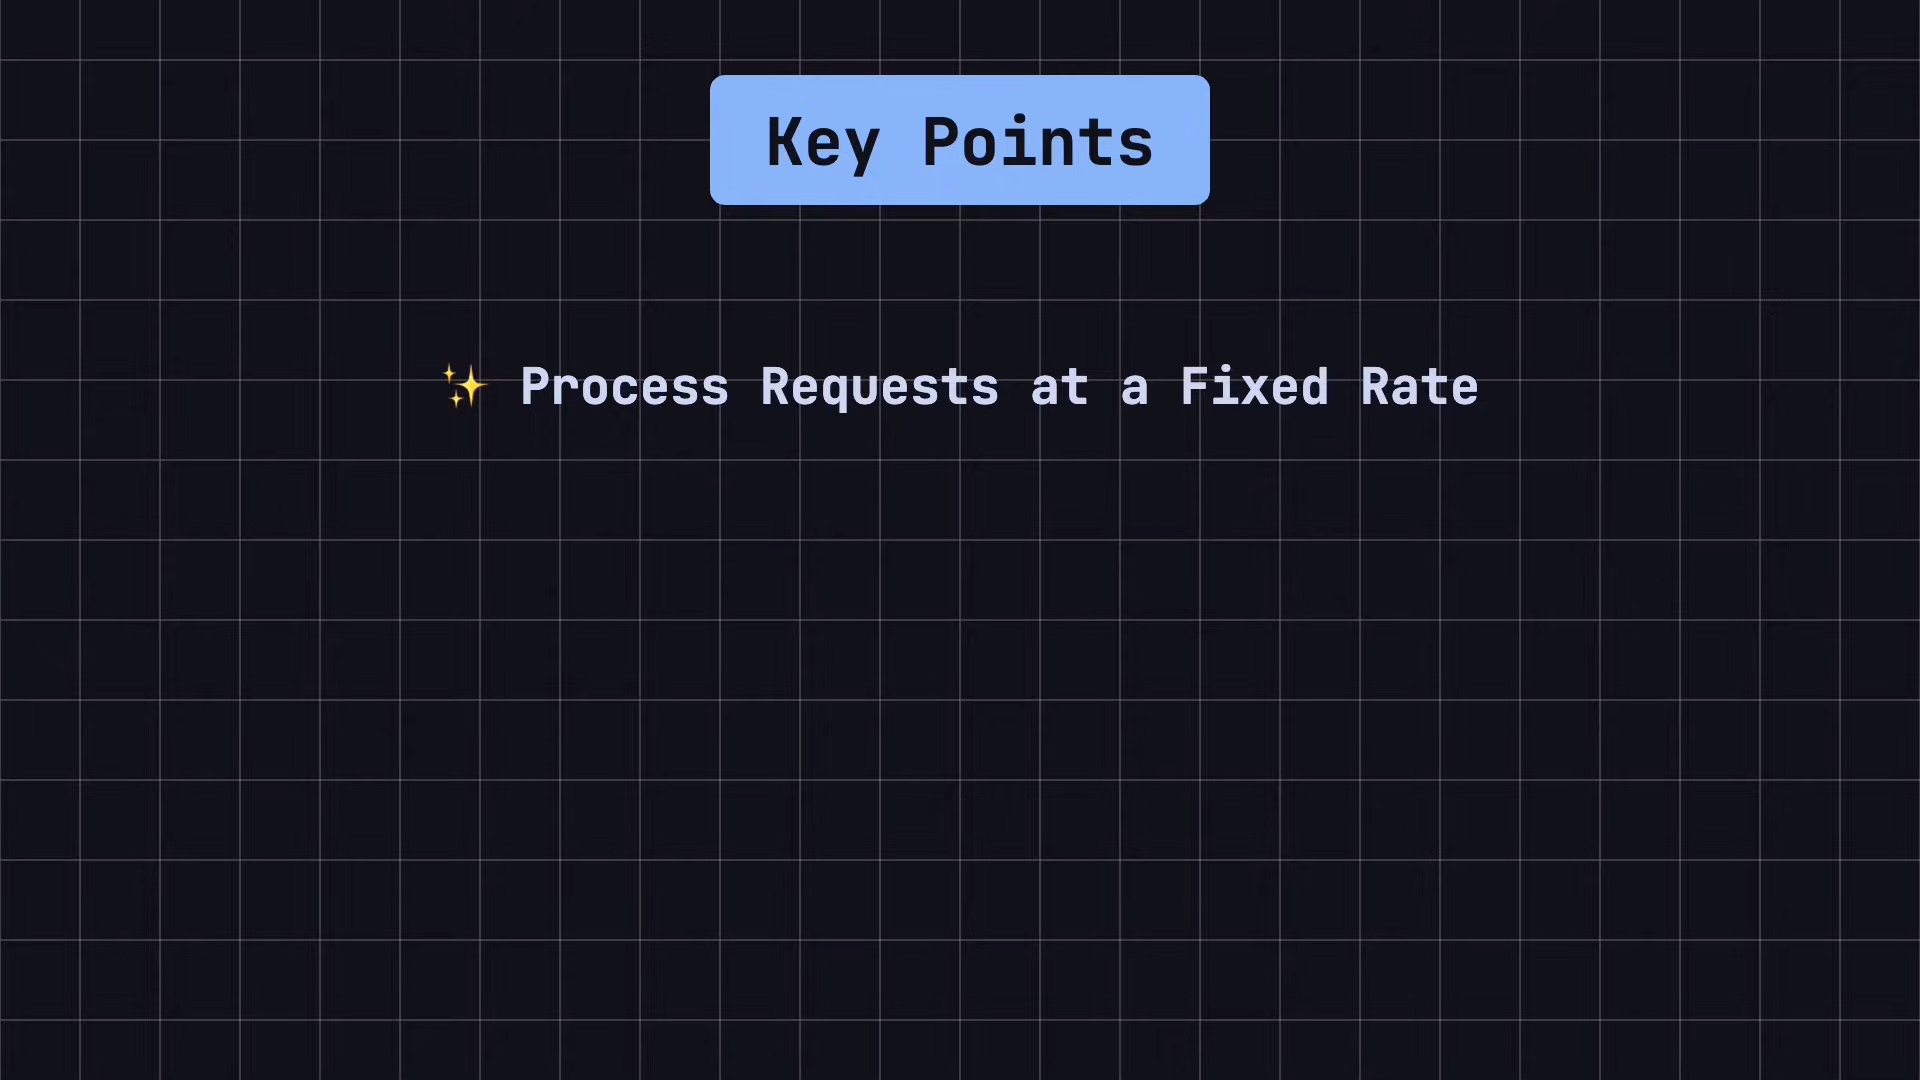 Key Points
✨ Process Requests at a Fixed Rate